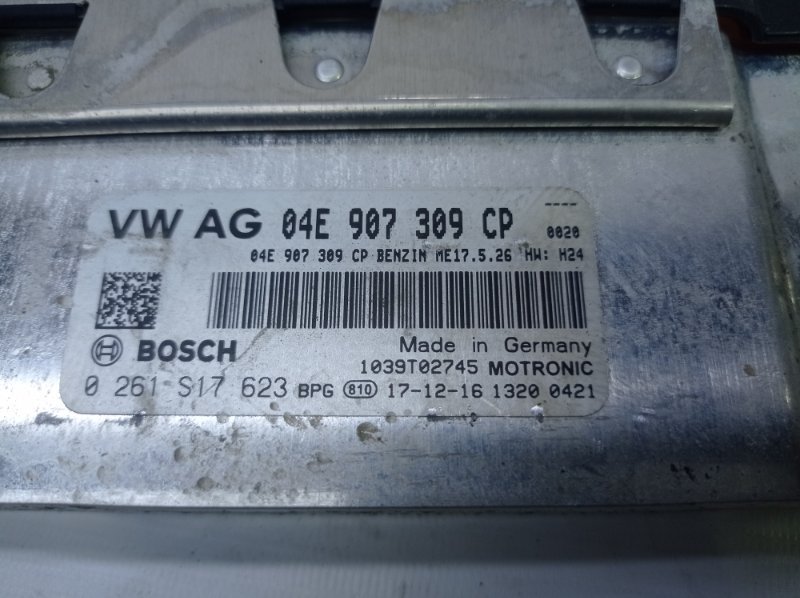 ----
VW AG 04E 907 309 CP 0020
04E 907 309 CP BENZIN ME17.5.26 HW: H24
BOSCH Made in Germany
1039T02745 MOTRONIC
0 261 S17 623 BPG 810 17-12-16 1320 0421